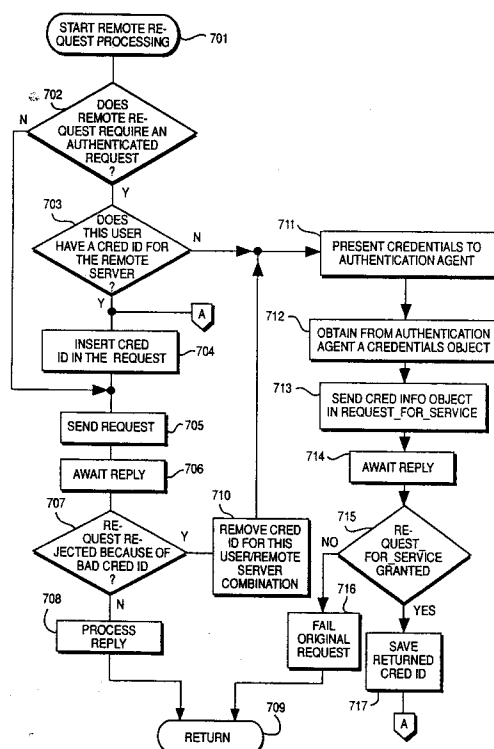 START REMOTE RE-
QUEST PROCESSING
701
702
DOES
REMOTE RE-
QUEST REQUIRE AN
AUTHENTICATED
REQUEST
?
N
Y
703
DOES
THIS USER
HAVE A CRED ID FOR
THE REMOTE
SERVER
?
N
Y
A
INSERT CRED
ID IN THE REQUEST
704
SEND REQUEST
705
AWAIT REPLY
706
707
RE-
QUEST RE-
JECTED BECAUSE OF
BAD CRED ID
?
Y
N
708
PROCESS
REPLY
RETURN
709
710
REMOVE CRED
ID FOR THIS
USER/REMOTE
SERVER
COMBINATION
711
PRESENT CREDENTIALS TO
AUTHENTICATION AGENT
712
OBTAIN FROM AUTHENTICATION
AGENT A CREDENTIALS OBJECT
713
SEND CRED INFO OBJECT
IN REQUEST_FOR_SERVICE
714
AWAIT REPLY
715
RE-
QUEST_
FOR_SERVICE
GRANTED
NO
YES
716
FAIL
ORIGINAL
REQUEST
SAVE
RETURNED
CRED ID
717
A